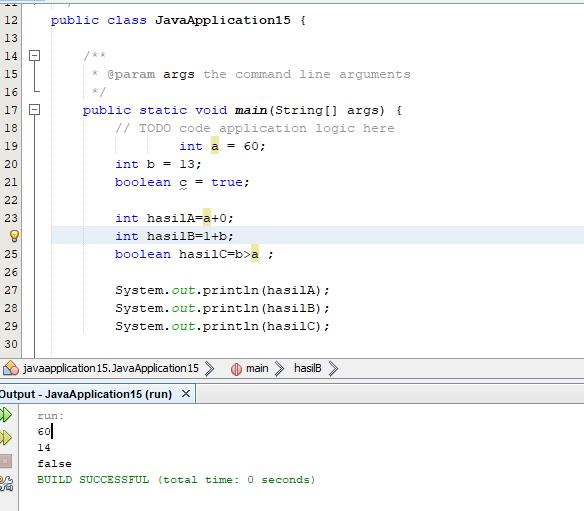 11
12 public class JavaApplication15 {
13
14 /**
15 * @param args the command line arguments
16 */
17 public static void main(String[] args) {
18 // TODO code application logic here
19 int a = 60;
20 int b = 13;
21 boolean c = true;
22
23 int hasilA=a+0;
int hasilB=1+b;
25 boolean hasilC=b>a ;
26
27 System.out.println(hasilA);
28 System.out.println(hasilB);
29 System.out.println(hasilC);
30
javaapplication15.JavaApplication15 main hasilB
Output - JavaApplication15 (run) ×
run:
60
14
false
BUILD SUCCESSFUL (total time: 0 seconds)